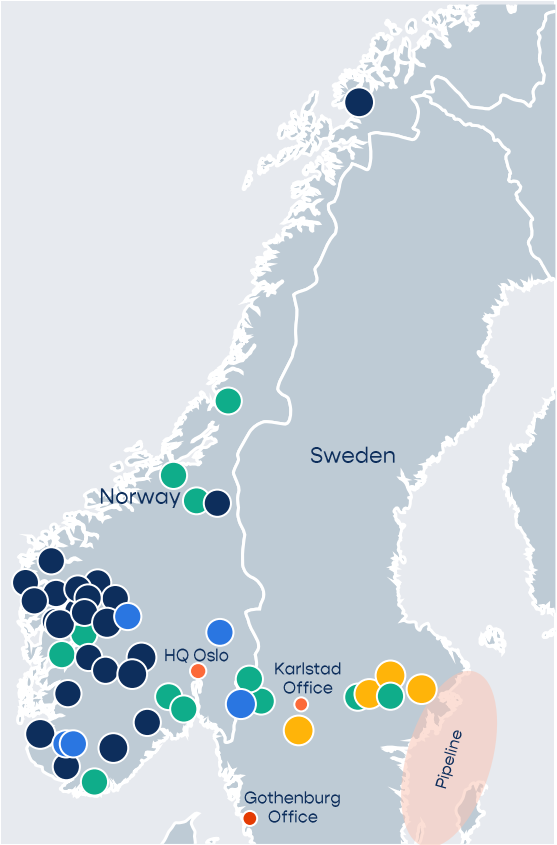 Sweden
Norway
HQ Oslo
Karlstad
Office
Pipeline
Gothenburg
Office